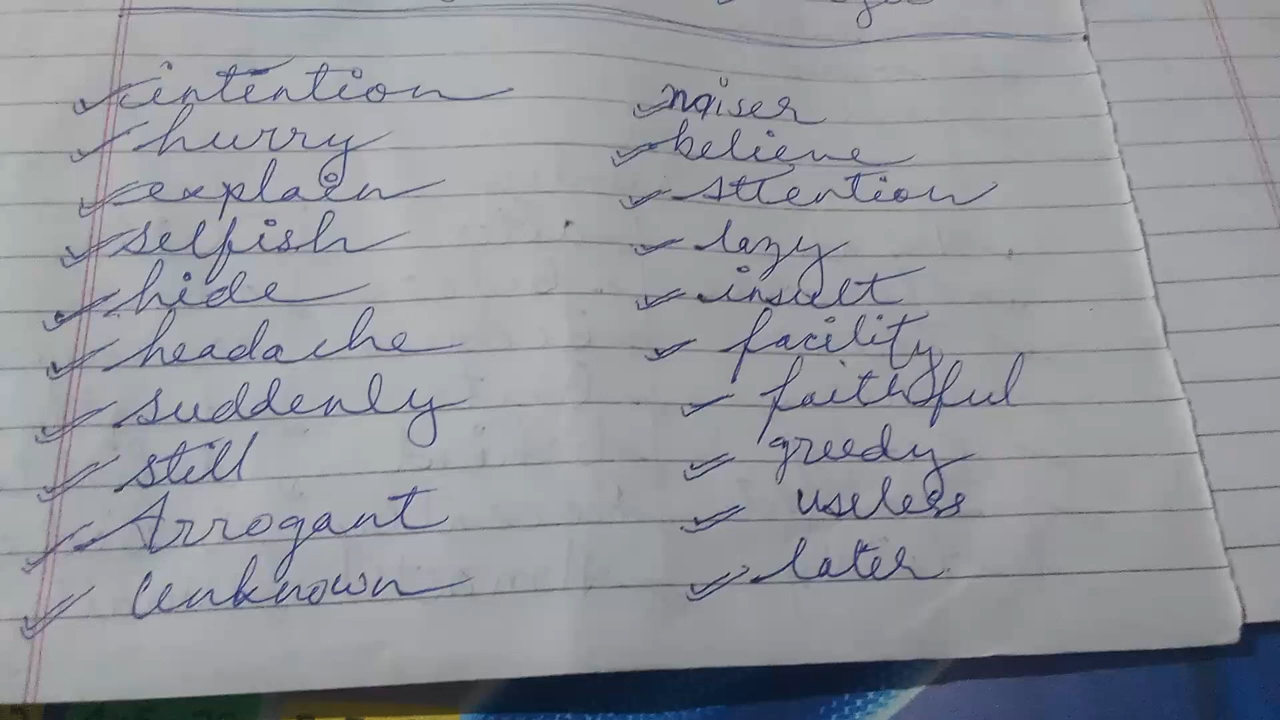 intention
hurry
explain
selfish
hide
headache
suddenly
still
Arrogant
Unknown
noiser
believe
attention
lazy
insult
facility
faithful
greedy
useless
later